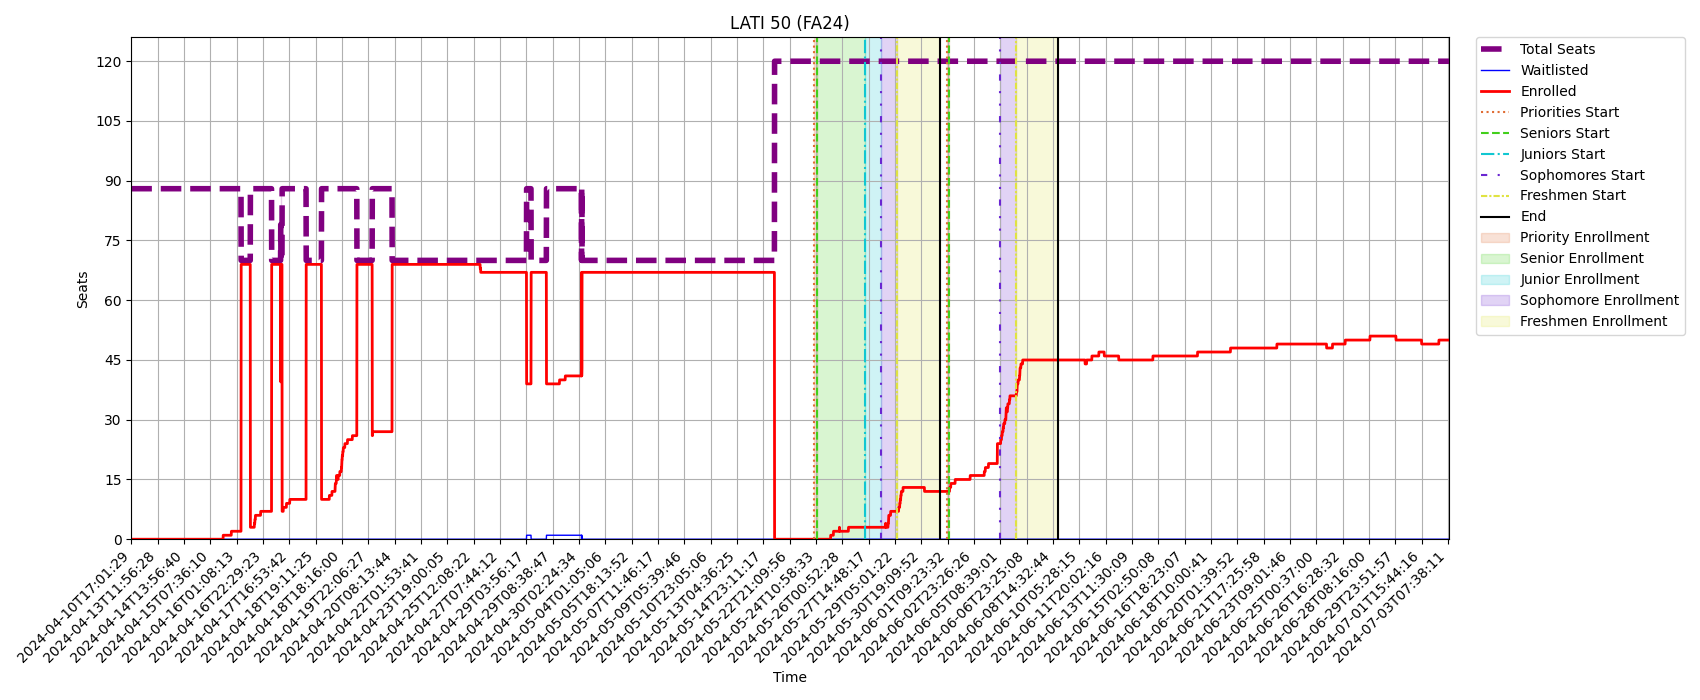 LATI 50 (FA24)
120
105
90
75
60
45
30
15
0
Seats
2024-04-10T17:01:29
2024-04-13T11:56:28
2024-04-14T13:56:40
2024-04-15T07:36:10
2024-04-16T01:08:13
2024-04-16T22:29:23
2024-04-17T16:53:42
2024-04-18T19:11:25
2024-04-18T18:16:00
2024-04-19T22:06:27
2024-04-20T08:13:44
2024-04-22T01:53:41
2024-04-23T19:00:05
2024-04-25T12:08:22
2024-04-27T07:44:12
2024-04-29T03:56:17
2024-04-29T08:38:47
2024-04-30T02:24:34
2024-05-04T01:05:06
2024-05-05T18:13:52
2024-05-07T11:46:17
2024-05-09T05:39:46
2024-05-10T23:05:06
2024-05-13T04:36:25
2024-05-14T23:11:17
2024-05-22T21:09:56
2024-05-24T10:58:33
2024-05-26T00:52:28
2024-05-27T14:48:17
2024-05-29T05:01:22
2024-05-30T19:09:52
2024-06-01T09:23:32
2024-06-02T23:26:26
2024-06-05T08:39:01
2024-06-06T23:25:08
2024-06-08T14:32:44
2024-06-10T05:28:15
2024-06-11T20:02:16
2024-06-13T11:30:09
2024-06-15T02:50:08
2024-06-16T18:23:07
2024-06-18T10:00:41
2024-06-20T01:39:52
2024-06-21T17:25:58
2024-06-23T09:01:46
2024-06-25T00:37:00
2024-06-26T16:28:32
2024-06-28T08:16:00
2024-06-29T23:51:57
2024-07-01T15:44:16
2024-07-03T07:38:11
Time
Total Seats
Waitlisted
Enrolled
Priorities Start
Seniors Start
Juniors Start
Sophomores Start
Freshmen Start
End
Priority Enrollment
Senior Enrollment
Junior Enrollment
Sophomore Enrollment
Freshmen Enrollment